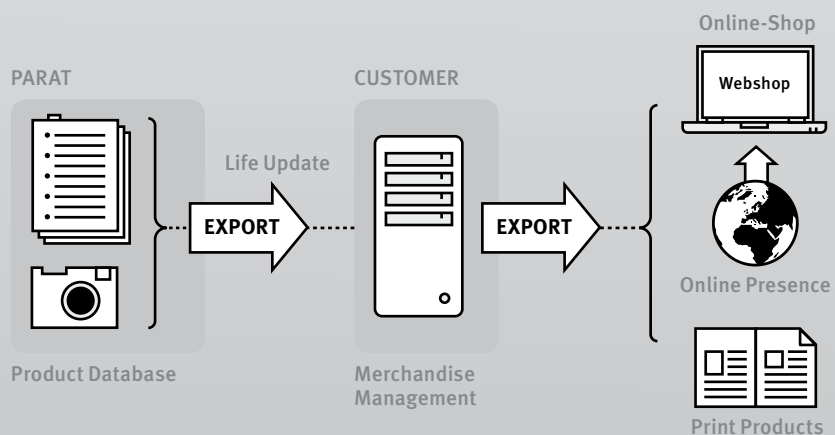 Online-Shop
PARAT
CUSTOMER
Webshop
Life Update
EXPORT
EXPORT
Online Presence
Product Database
Merchandise
Management
Print Products